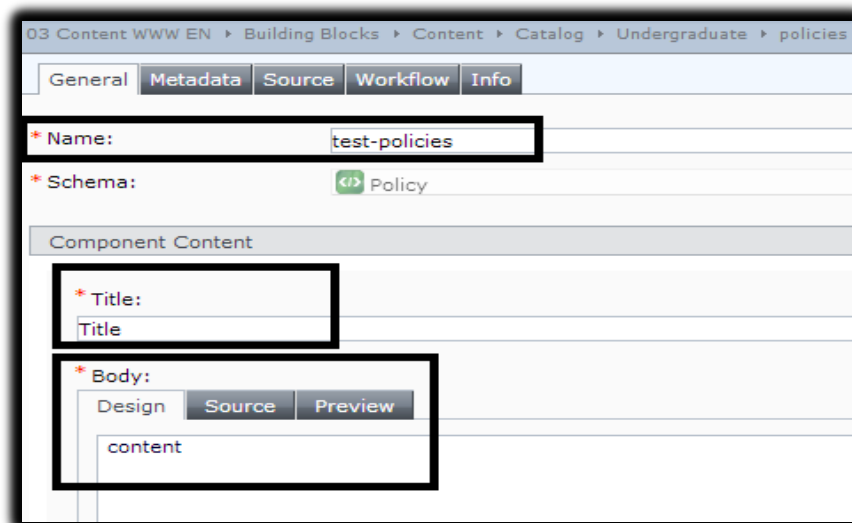 03 Content WWW EN ▸ Building Blocks ▸ Content ▸ Catalog ▸ Undergraduate ▸ policies
General Metadata Source Workflow Info
* Name: test-policies
* Schema: Policy
Component Content
* Title:
Title
* Body:
Design Source Preview
content